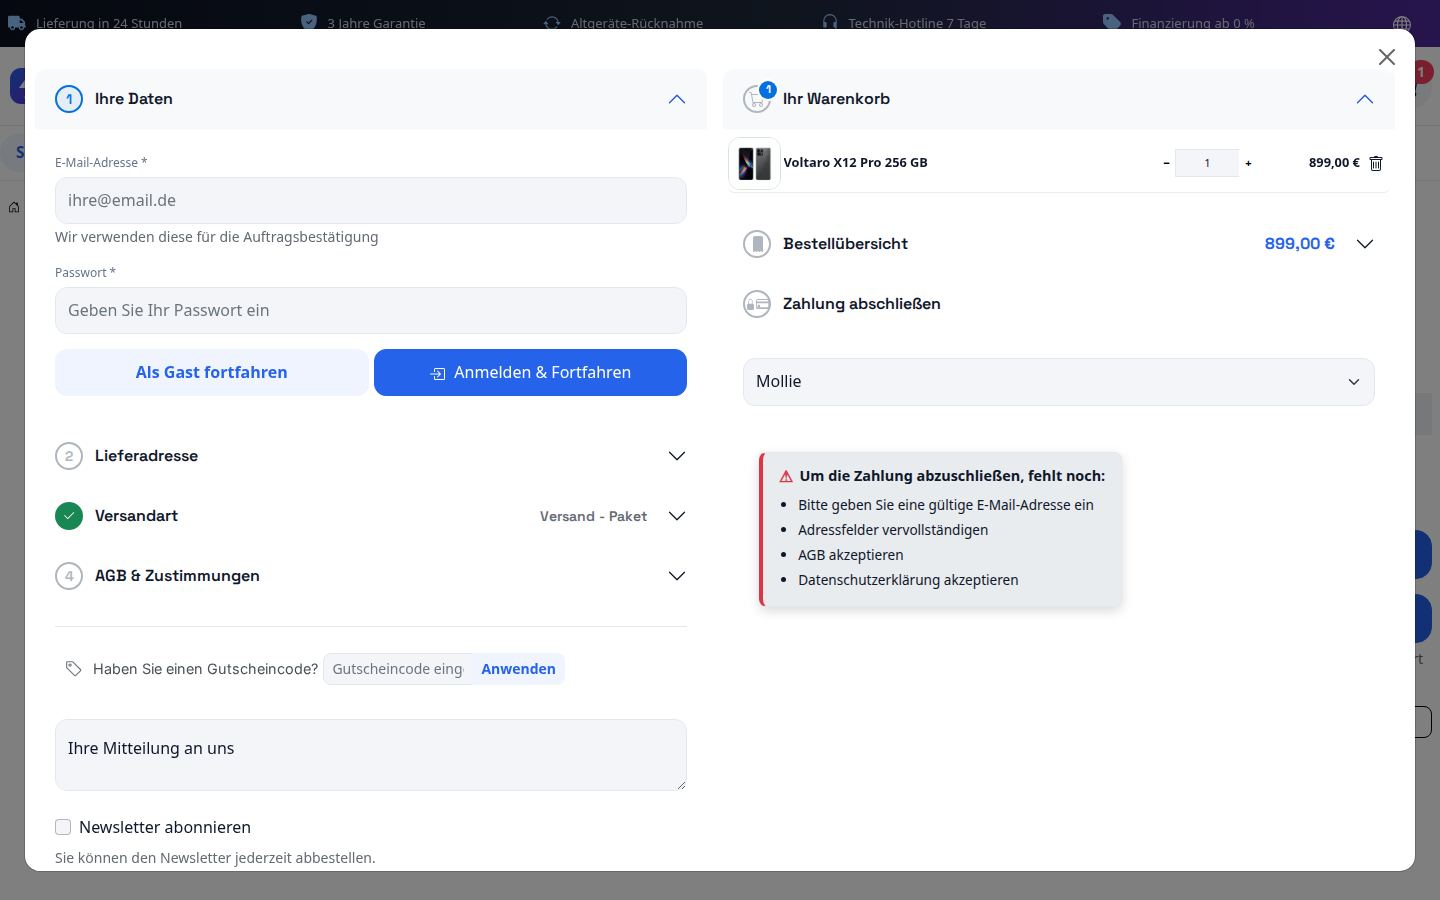 Lieferung in 24 Stunden
3 Jahre Garantie
Altgeräte-Rücknahme
Technik-Hotline 7 Tage
Finanzierung ab 0 %
1
S
1
Ihre Daten
E-Mail-Adresse *
ihre@email.de
Wir verwenden diese für die Auftragsbestätigung
Passwort *
Geben Sie Ihr Passwort ein
Als Gast fortfahren
Anmelden & Fortfahren
2
Lieferadresse
Versandart
Versand - Paket
4
AGB & Zustimmungen
Haben Sie einen Gutscheincode?
Gutscheincode eing
Anwenden
Ihre Mitteilung an uns
Newsletter abonnieren
Sie können den Newsletter jederzeit abbestellen.
1
Ihr Warenkorb
Voltaro X12 Pro 256 GB
−
1
+
899,00 €
Bestellübersicht
899,00 €
Zahlung abschließen
Mollie
Um die Zahlung abzuschließen, fehlt noch:
Bitte geben Sie eine gültige E-Mail-Adresse ein
Adressfelder vervollständigen
AGB akzeptieren
Datenschutzerklärung akzeptieren
rt